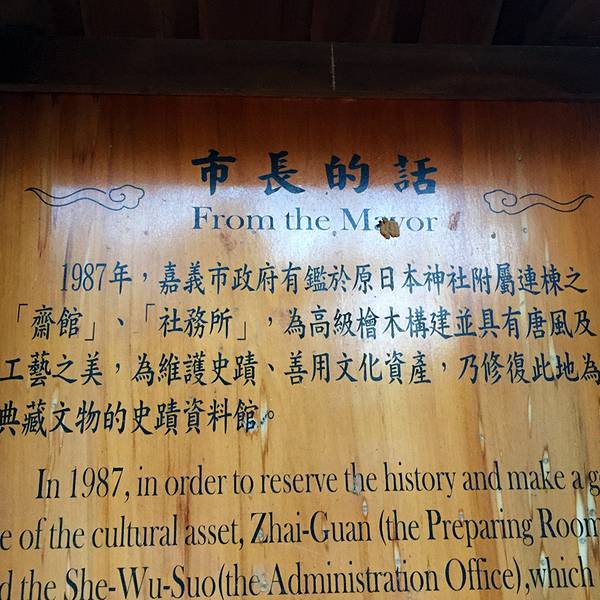 市長的話
From the Mayor
1987年，嘉義市政府有鑑於原日本神社附屬連棟之
「齋館」、「社務所」，為高級檜木構建並具有唐風及
工藝之美，為維護史蹟、善用文化資產，乃修復此地為
典藏文物的史蹟資料館。
In 1987, in order to reserve the history and make a g
e of the cultural asset, Zhai-Guan (the Preparing Room
d the She-Wu-Suo(the Administration Office),which